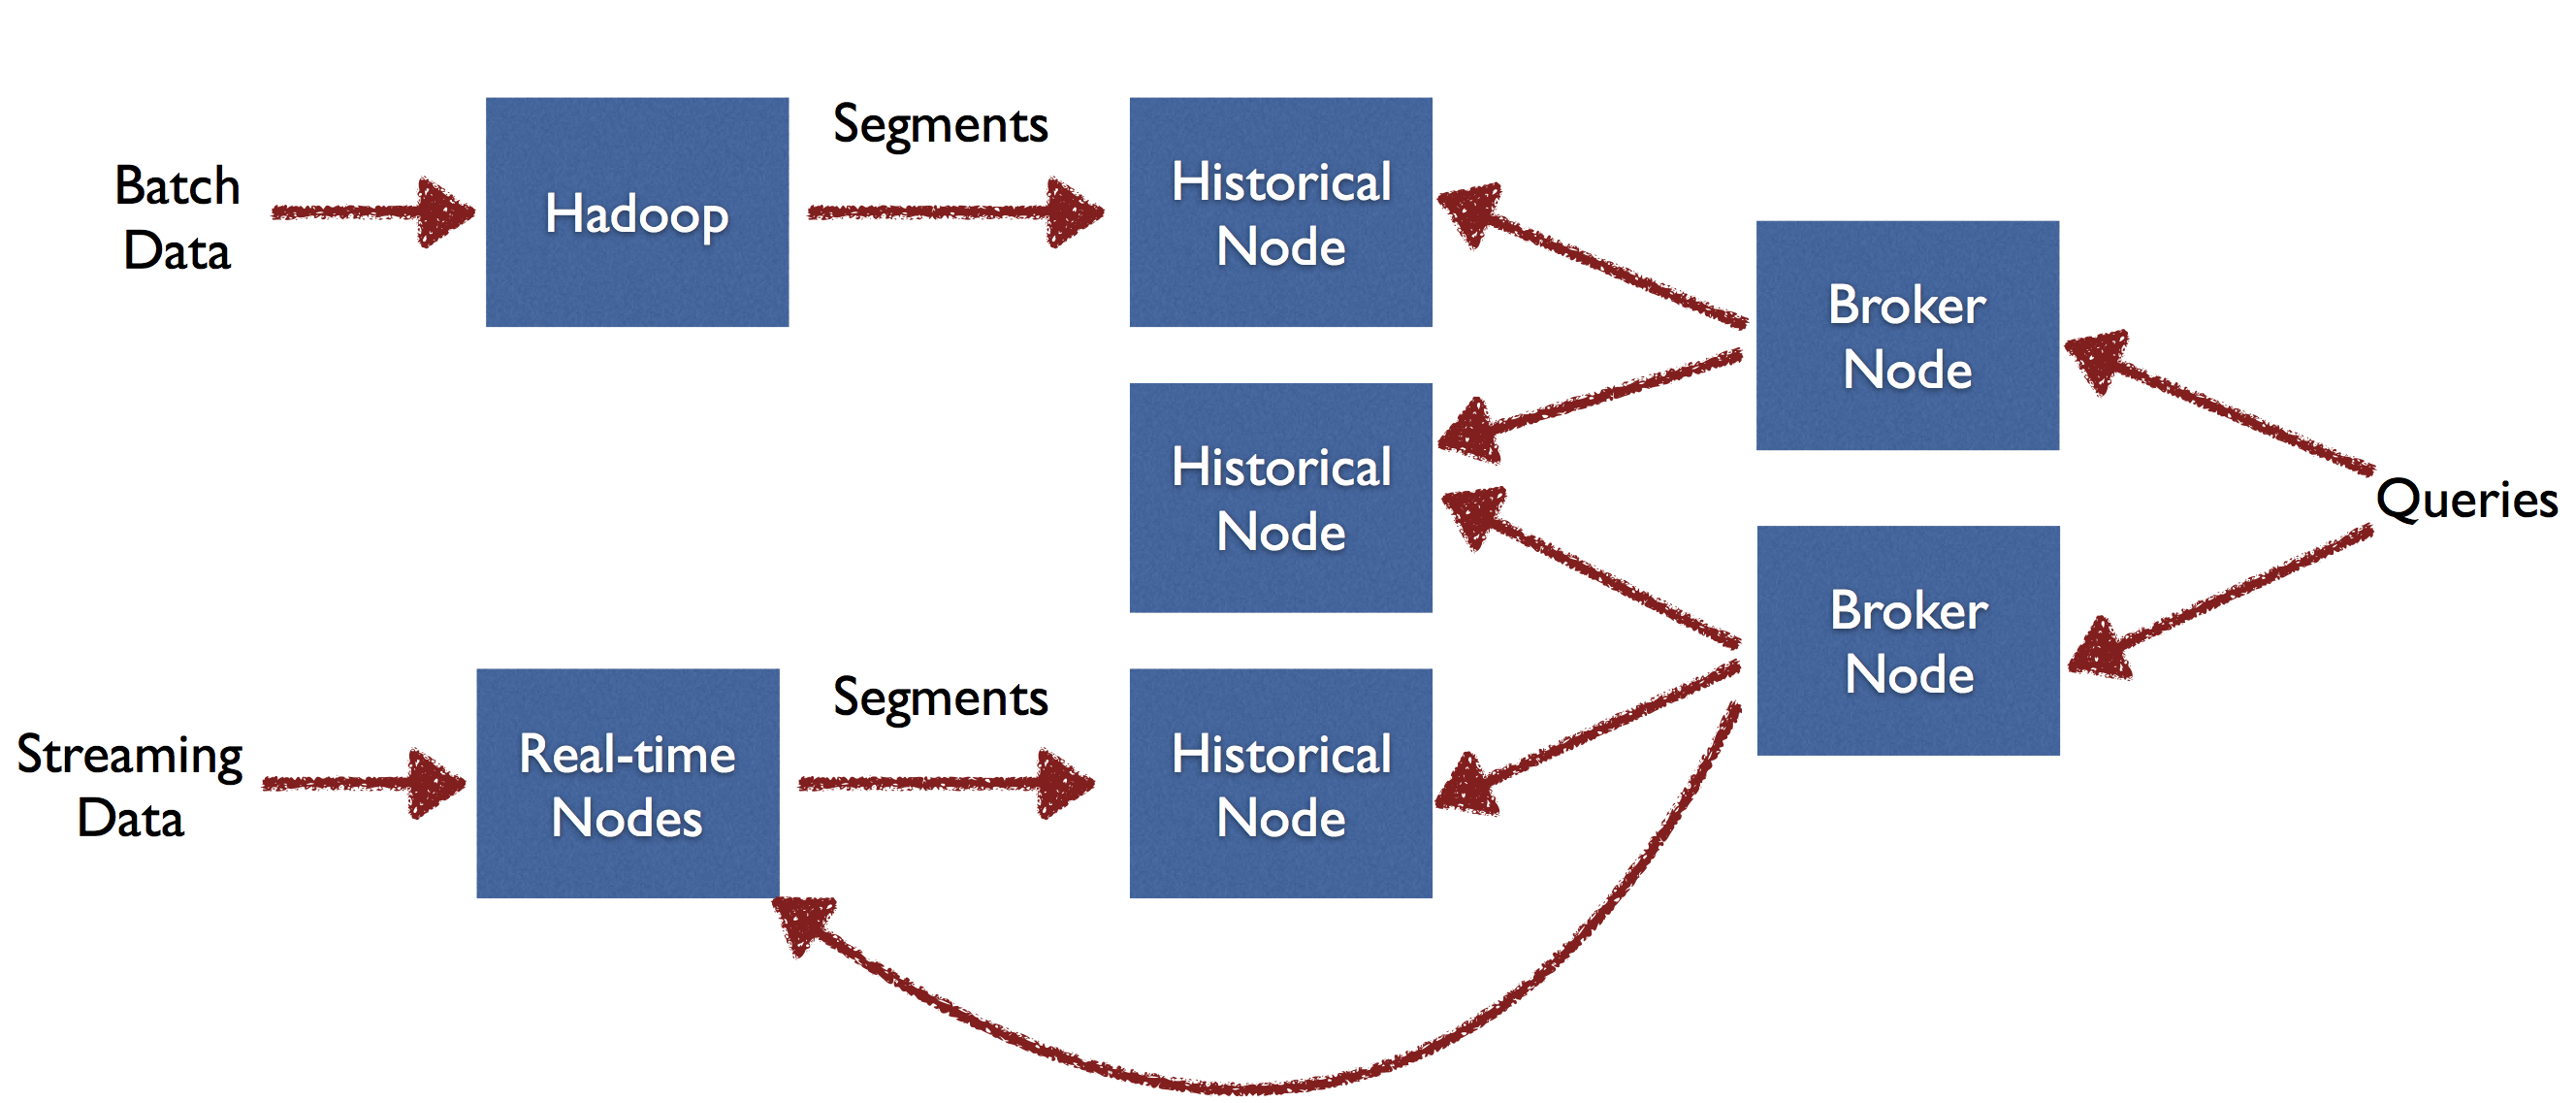 Batch
Data
Hadoop
Segments
Historical
Node
Historical
Node
Broker
Node
Queries
Broker
Node
Streaming
Data
Real-time
Nodes
Segments
Historical
Node